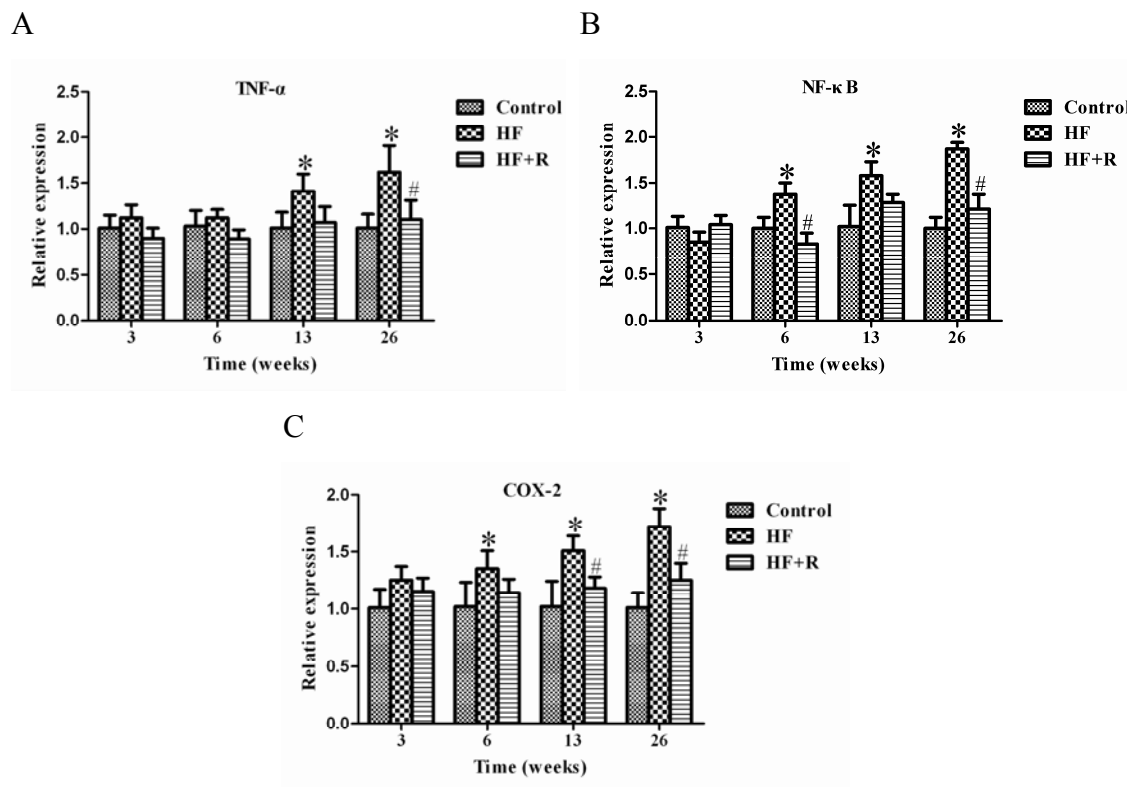 A
TNF-α
2.5
2.0
1.5
1.0
0.5
0.0
Relative expression
* * #
3 6 13 26
Time (weeks)
Control
HF
HF+R
B
NF-κ B
2.5
2.0
1.5
1.0
0.5
0.0
Relative expression
* # * * #
3 6 13 26
Time (weeks)
Control
HF
HF+R
C
COX-2
2.0
1.5
1.0
0.5
0.0
Relative expression
* * # * #
3 6 13 26
Time (weeks)
Control
HF
HF+R